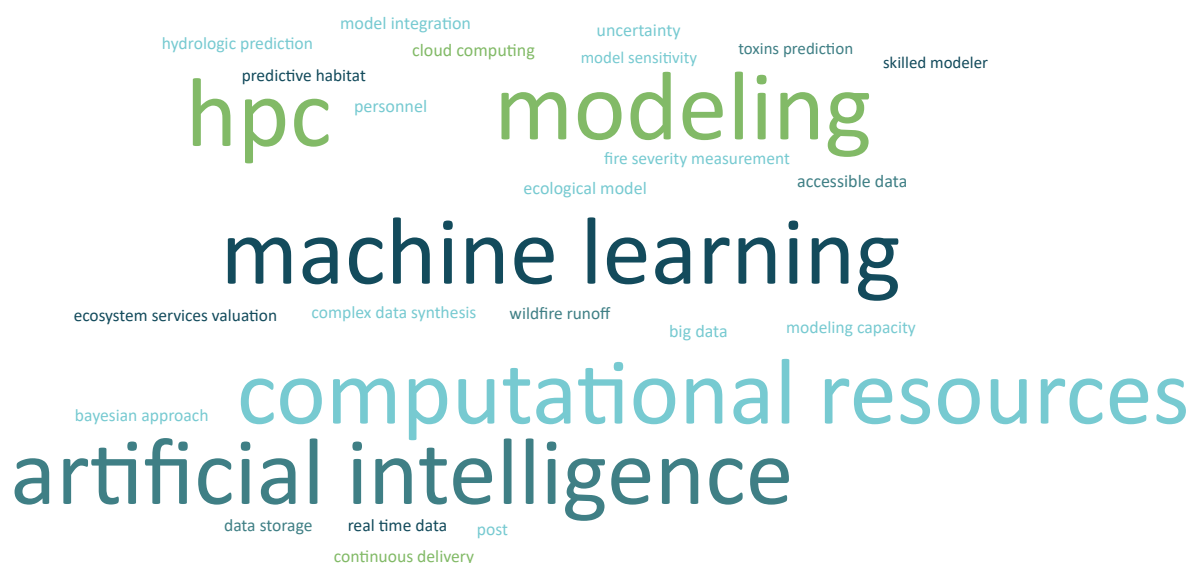 model integration
uncertainty
hydrologic prediction
cloud computing
toxins prediction
model sensitivity
skilled modeler
predictive habitat
hpc
personnel
modeling
fire severity measurement
accessible data
ecological model
machine learning
ecosystem services valuation
complex data synthesis
wildfire runoff
big data
modeling capacity
computational resources
bayesian approach
artificial intelligence
data storage
real time data
post
continuous delivery